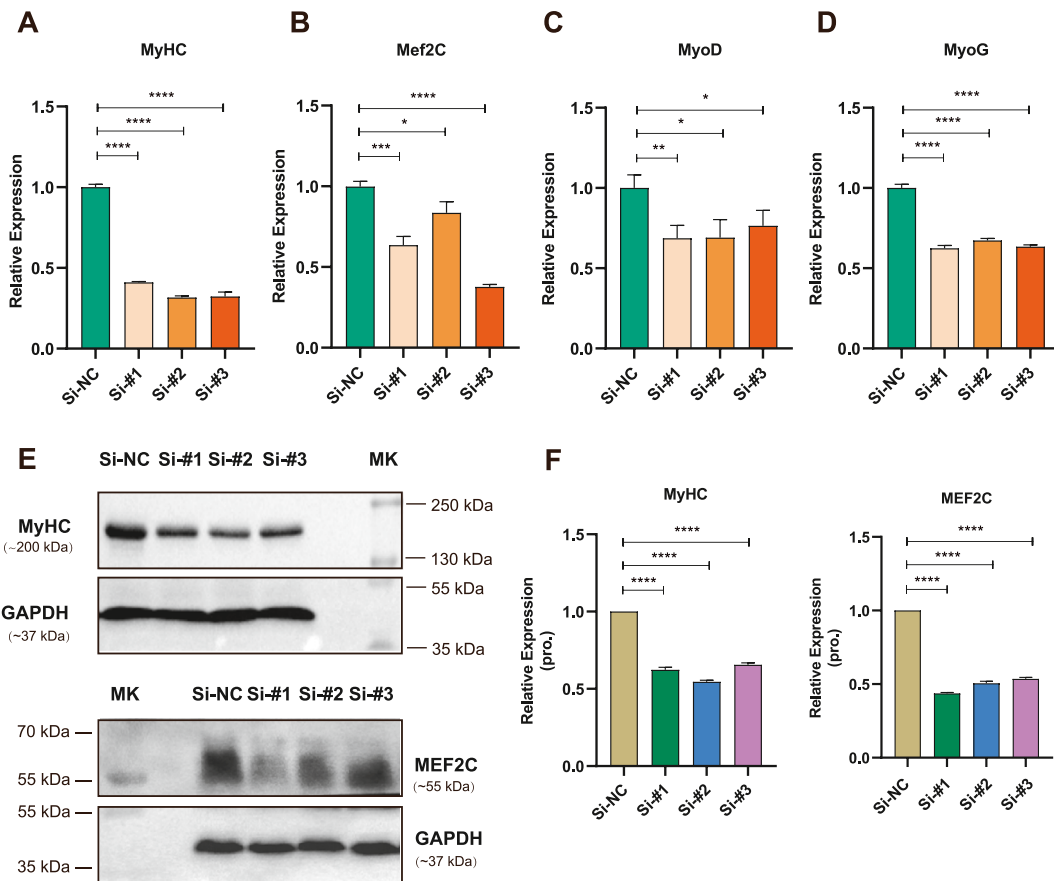 A
MyHC
Relative Expression
1.5
1.0
0.5
0.0
****
****
****
Si-NC
Si-#1
Si-#2
Si-#3
B
Mef2C
Relative Expression
1.5
1.0
0.5
0.0
****
*
***
Si-NC
Si-#1
Si-#2
Si-#3
C
MyoD
Relative Expression
1.5
1.0
0.5
0.0
*
*
**
Si-NC
Si-#1
Si-#2
Si-#3
D
MyoG
Relative Expression
1.5
1.0
0.5
0.0
****
****
****
Si-NC
Si-#1
Si-#2
Si-#3
E
Si-NC Si-#1 Si-#2 Si-#3 MK
MyHC
(~200 kDa)
250 kDa
130 kDa
GAPDH
(~37 kDa)
55 kDa
35 kDa
MK Si-NC Si-#1 Si-#2 Si-#3
70 kDa
55 kDa
MEF2C
(~55 kDa)
55 kDa
35 kDa
GAPDH
(~37 kDa)
F
MyHC
Relative Expression
(pro.)
1.5
1.0
0.5
0.0
****
****
****
Si-NC
Si-#1
Si-#2
Si-#3
MEF2C
Relative Expression
(pro.)
1.5
1.0
0.5
0.0
****
****
****
Si-NC
Si-#1
Si-#2
Si-#3